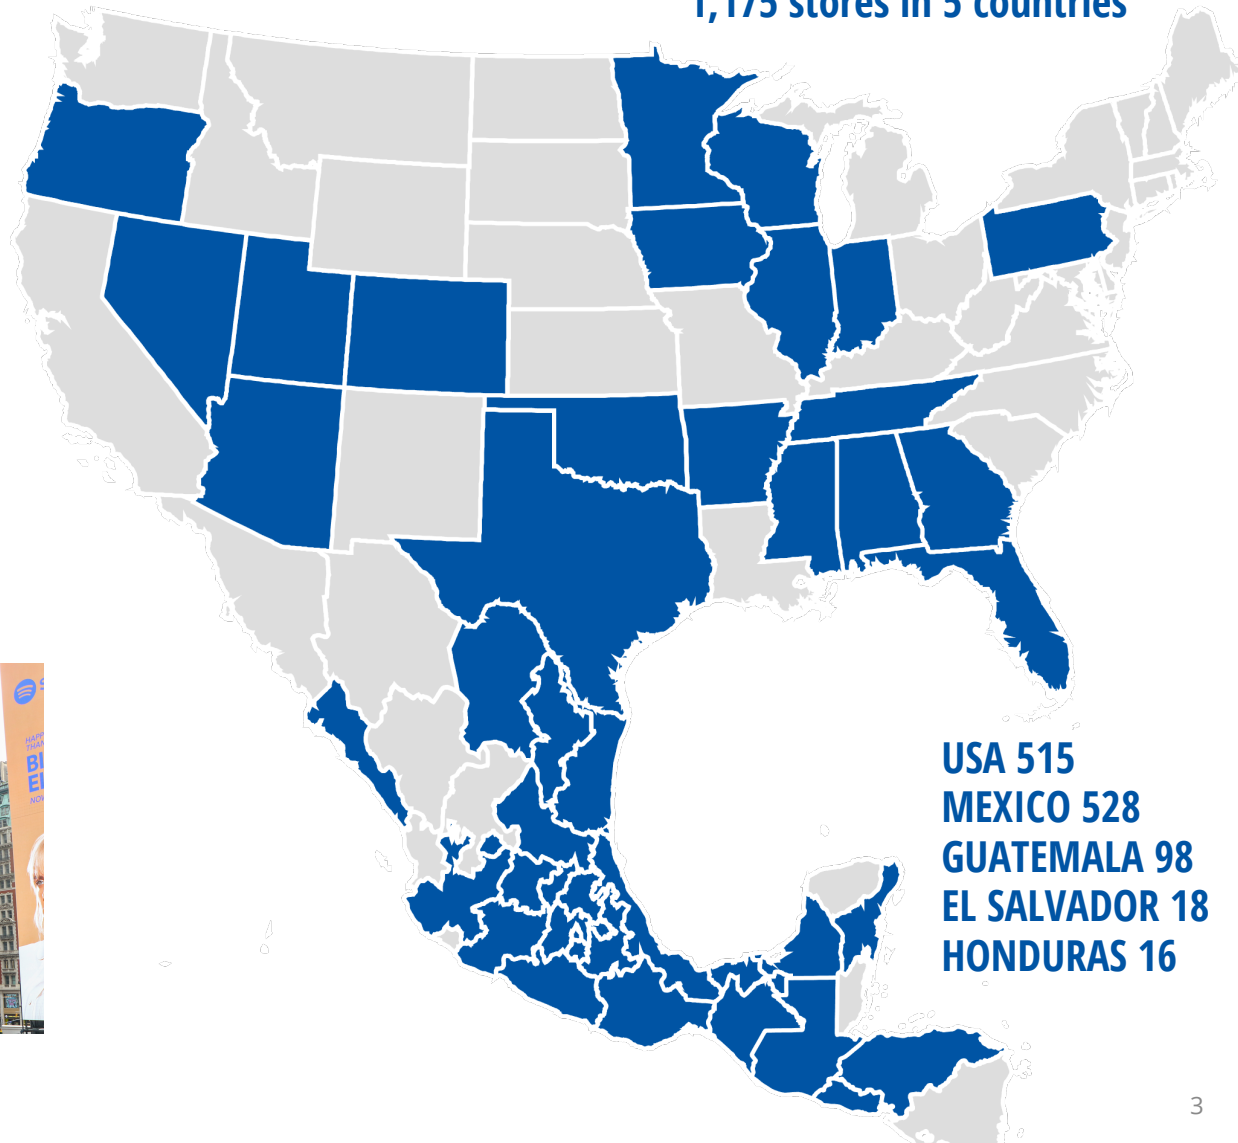 1,175 stores in 5 countries
USA 515
MEXICO 528
GUATEMALA 98
EL SALVADOR 18
HONDURAS 16
3